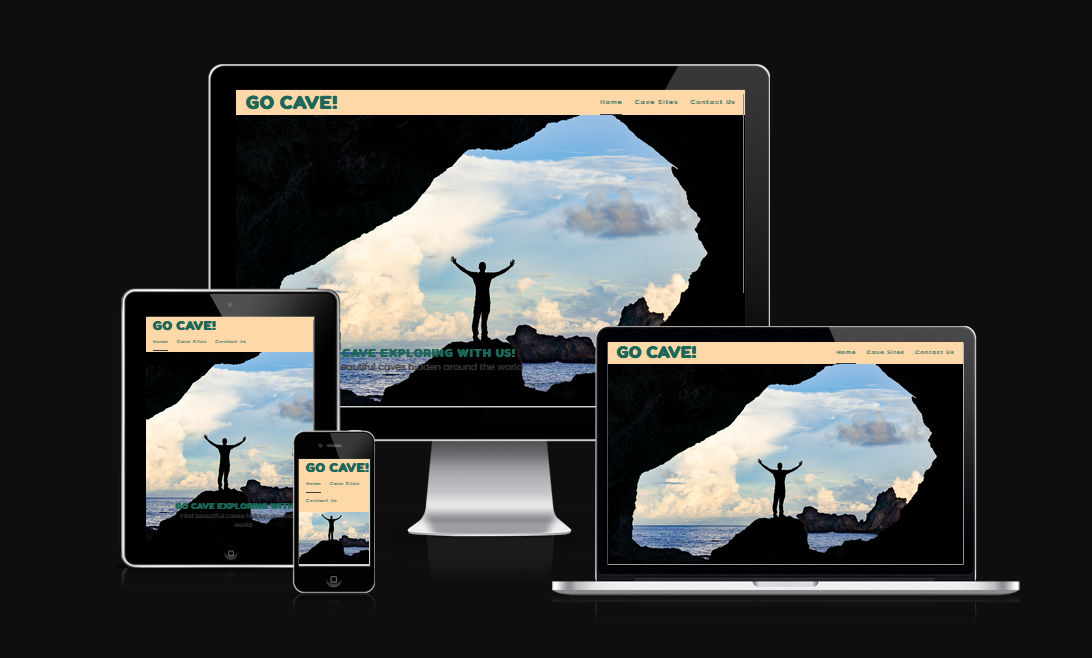 GO CAVE!
Home Cave Sites Contact Us
CAVE EXPLORING WITH US!
beautiful caves hidden around the world
GO CAVE!
Home Cave Sites Contact Us
GO CAVE EXPLORING WITH
Find beautiful caves
world
GO CAVE!
Home Cave Sites
Contact Us
GO CAVE!
Home Cave Sites Contact Us